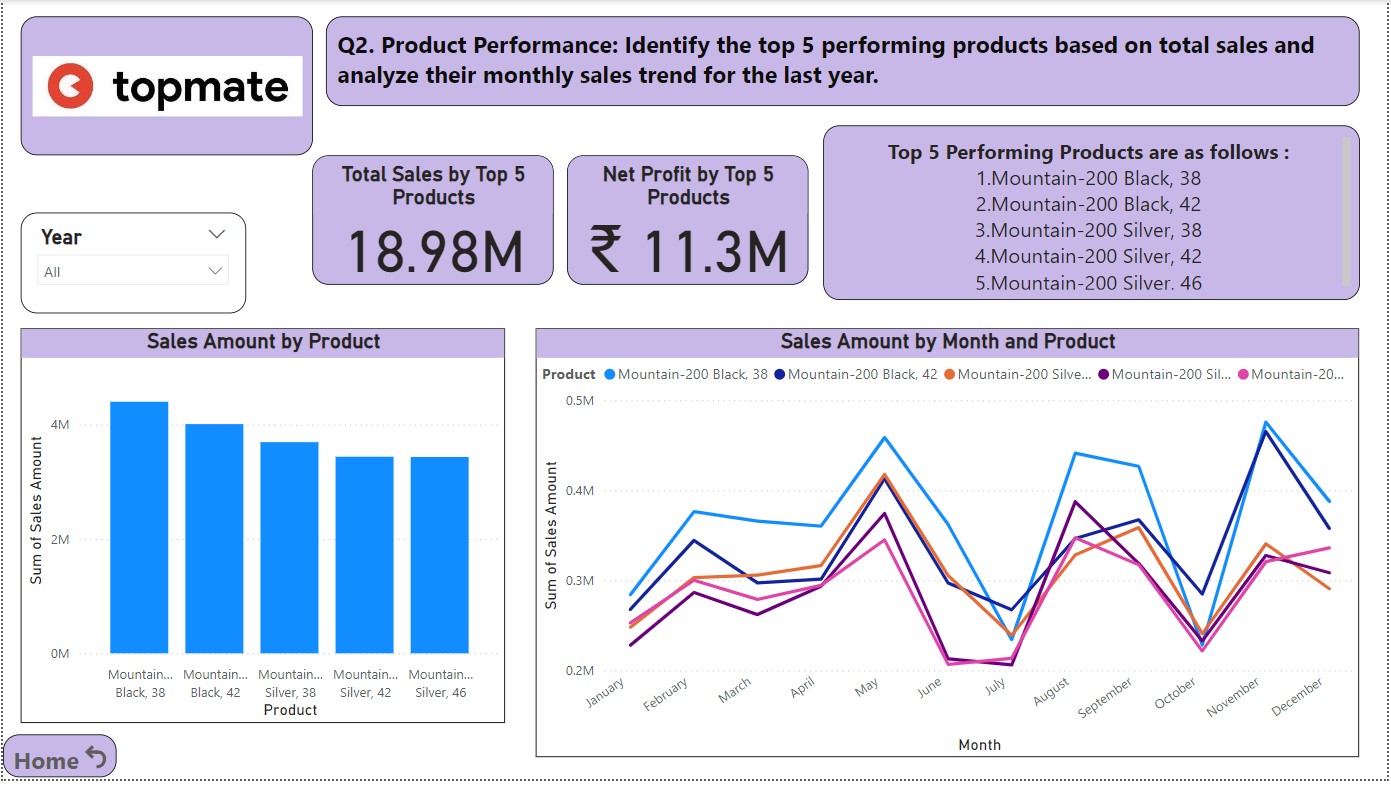 topmate
Q2. Product Performance: Identify the top 5 performing products based on total sales and
analyze their monthly sales trend for the last year.
Total Sales by Top 5
Products
18.98M
Net Profit by Top 5
Products
₹ 11.3M
Top 5 Performing Products are as follows :
1.Mountain-200 Black, 38
2.Mountain-200 Black, 42
3.Mountain-200 Silver, 38
4.Mountain-200 Silver, 42
5.Mountain-200 Silver, 46
Year
All
Sales Amount by Product
Sum of Sales Amount
4M
2M
0M
Mountain... Mountain... Mountain... Mountain... Mountain...
Black, 38 Black, 42 Silver, 38 Silver, 42 Silver, 46
Product
Sales Amount by Month and Product
Product Mountain-200 Black, 38 Mountain-200 Black, 42 Mountain-200 Silve... Mountain-200 Sil... Mountain-20...
Sum of Sales Amount
0.5M
0.4M
0.3M
0.2M
January February March April May June July August September October November December
Month
Home